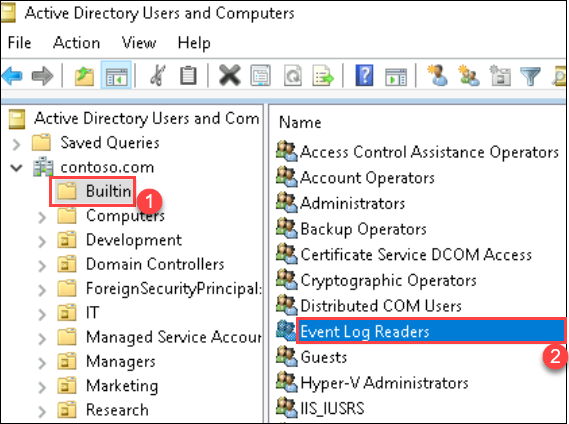 Active Directory Users and Computers
File Action View Help
Active Directory Users and Com
Saved Queries
contoso.com
Builtin
1
Computers
Development
Domain Controllers
ForeignSecurityPrincipal:
IT
Managed Service Accour
Managers
Marketing
Research
Name
Access Control Assistance Operators
Account Operators
Administrators
Backup Operators
Certificate Service DCOM Access
Cryptographic Operators
Distributed COM Users
Event Log Readers
2
Guests
Hyper-V Administrators
IIS_IUSRS